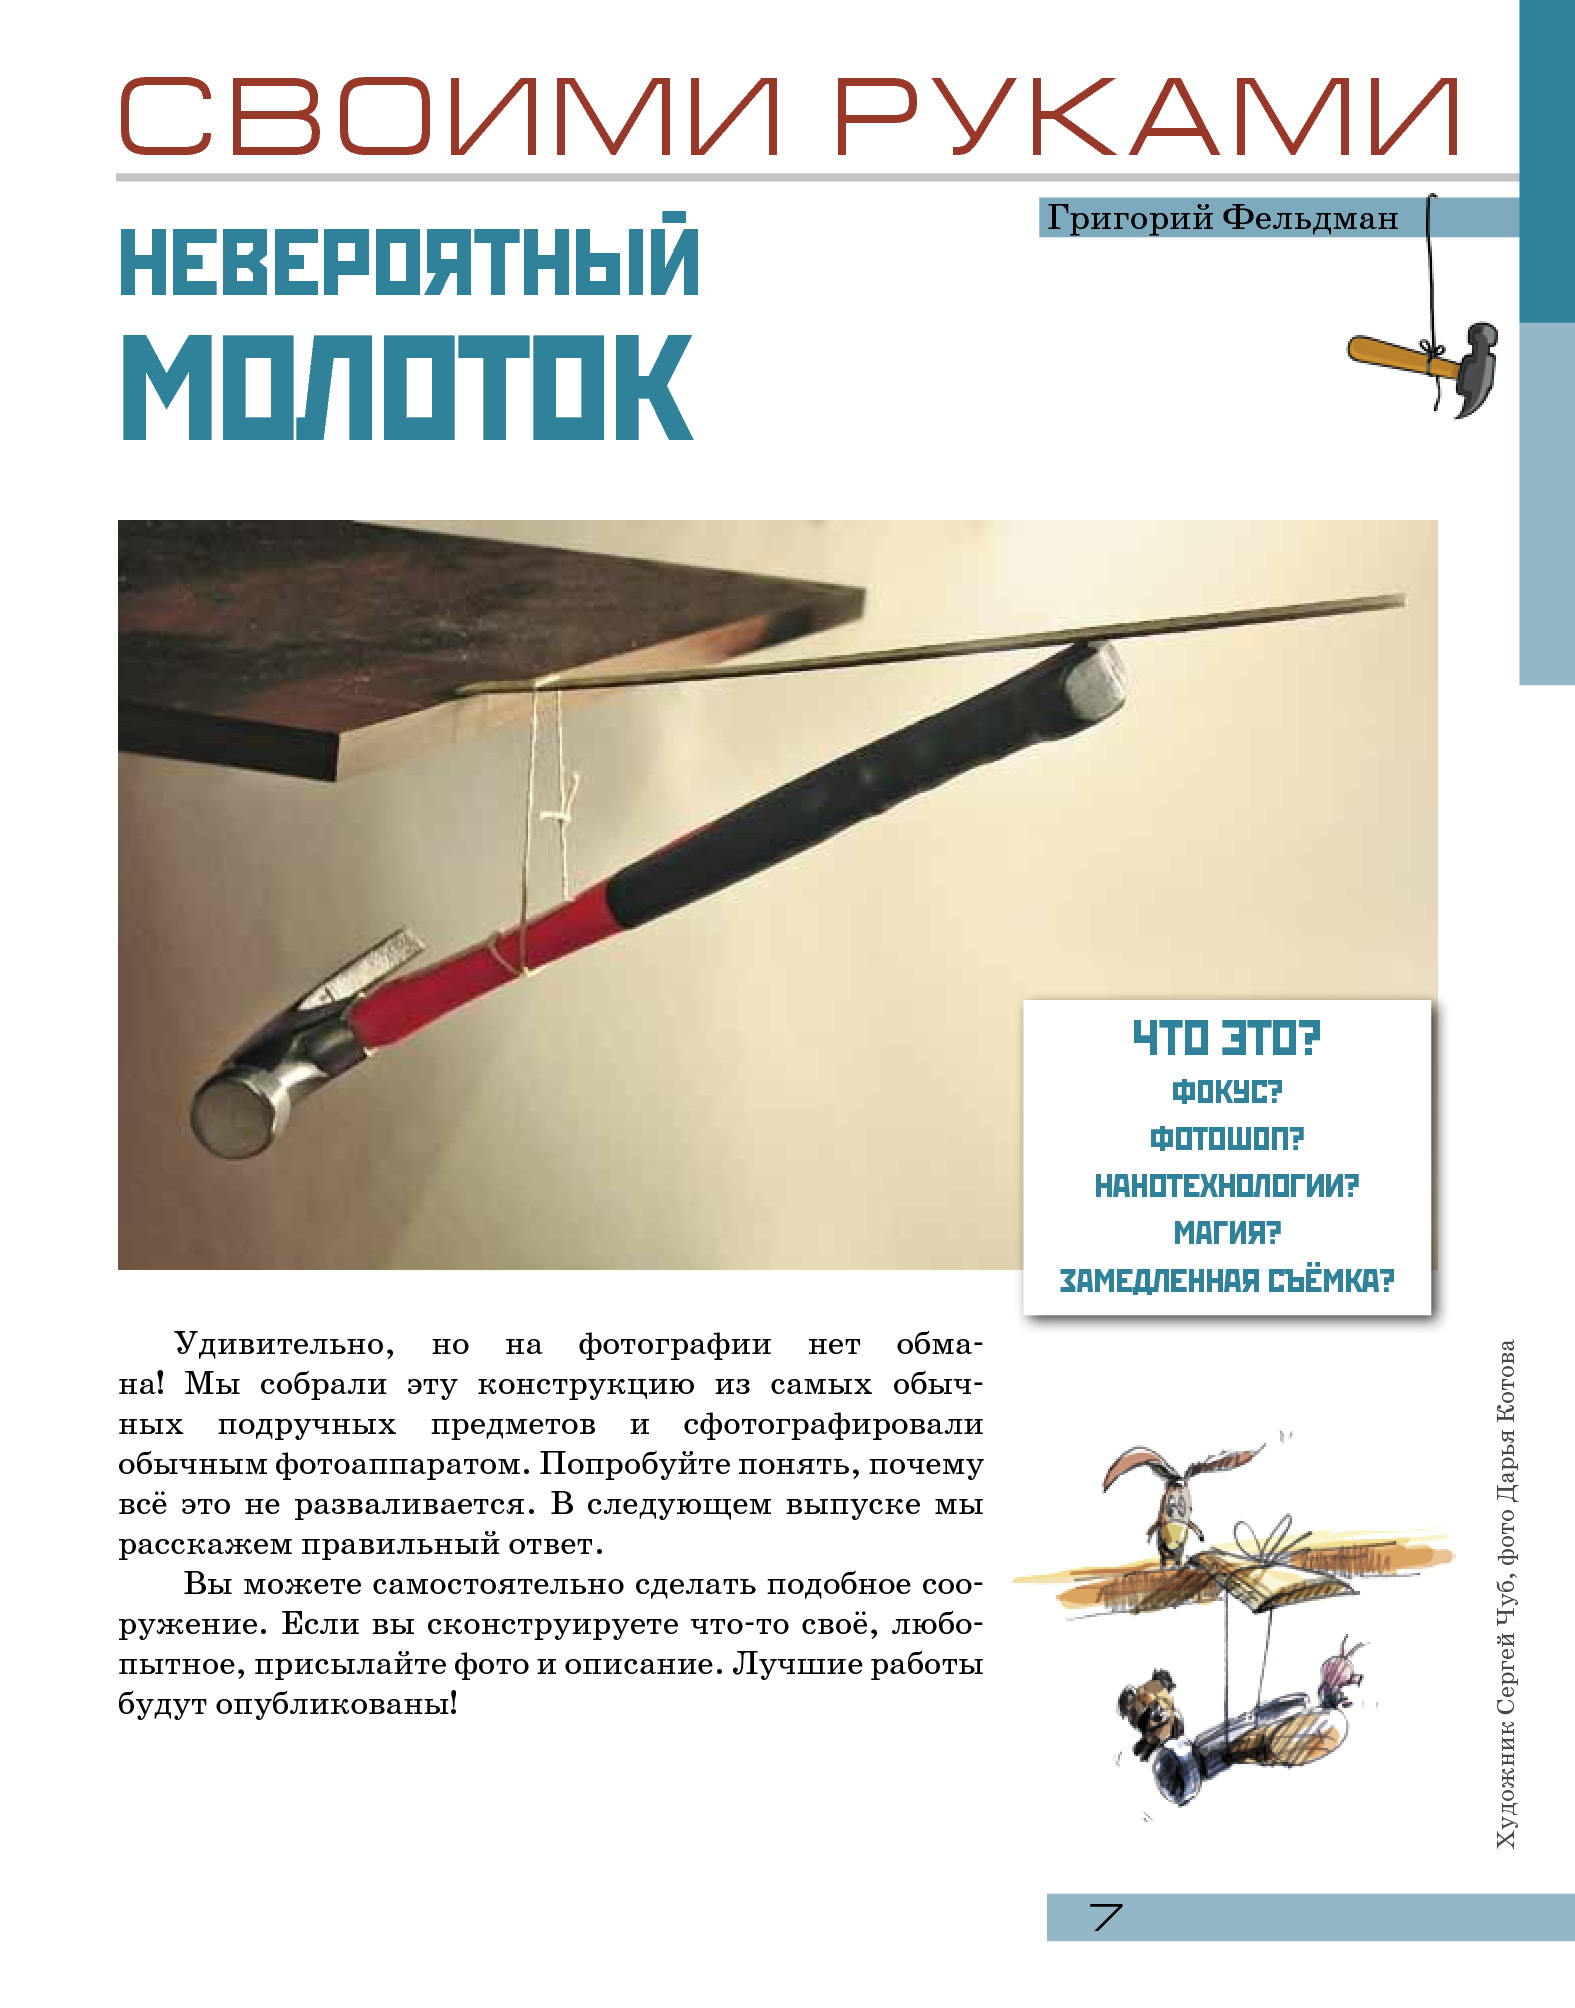 СВОИМИ РУКАМИ
Григорий Фельдман
НЕВЕРОЯТНЫЙ
МОЛОТОК
ЧТО ЭТО?
ФОКУС?
ФОТОШОП?
НАНОТЕХНОЛОГИИ?
МАГИЯ?
ЗАМЕДЛЕННАЯ СЪЁМКА?
Удивительно, но на фотографии нет обма-
на! Мы собрали эту конструкцию из самых обыч-
ных подручных предметов и сфотографировали
обычным фотоаппаратом. Попробуйте понять, почему
всё это не разваливается. В следующем выпуске мы
расскажем правильный ответ.
Вы можете самостоятельно сделать подобное соо-
ружение. Если вы сконструируете что-то своё, любо-
пытное, присылайте фото и описание. Лучшие работы
будут опубликованы!
Художник Сергей Чуб, фото Дарья Котова
7